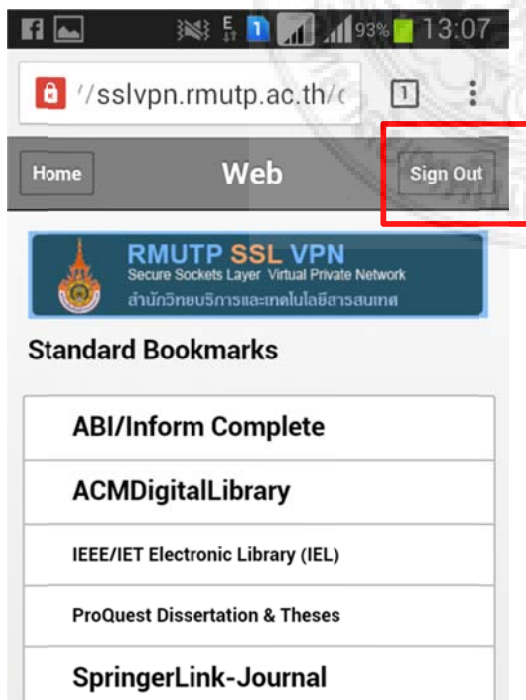 E 1 93% 13:07
//sslvpn.rmutp.ac.th/c 1
Home Web Sign Out
RMUTP SSL VPN
Secure Sockets Layer Virtual Private Network
สำนักวิทยบริการและเทคโนโลยีสารสนเทศ
Standard Bookmarks
ABI/Inform Complete
ACMDigitalLibrary
IEEE/IET Electronic Library (IEL)
ProQuest Dissertation & Theses
SpringerLink-Journal